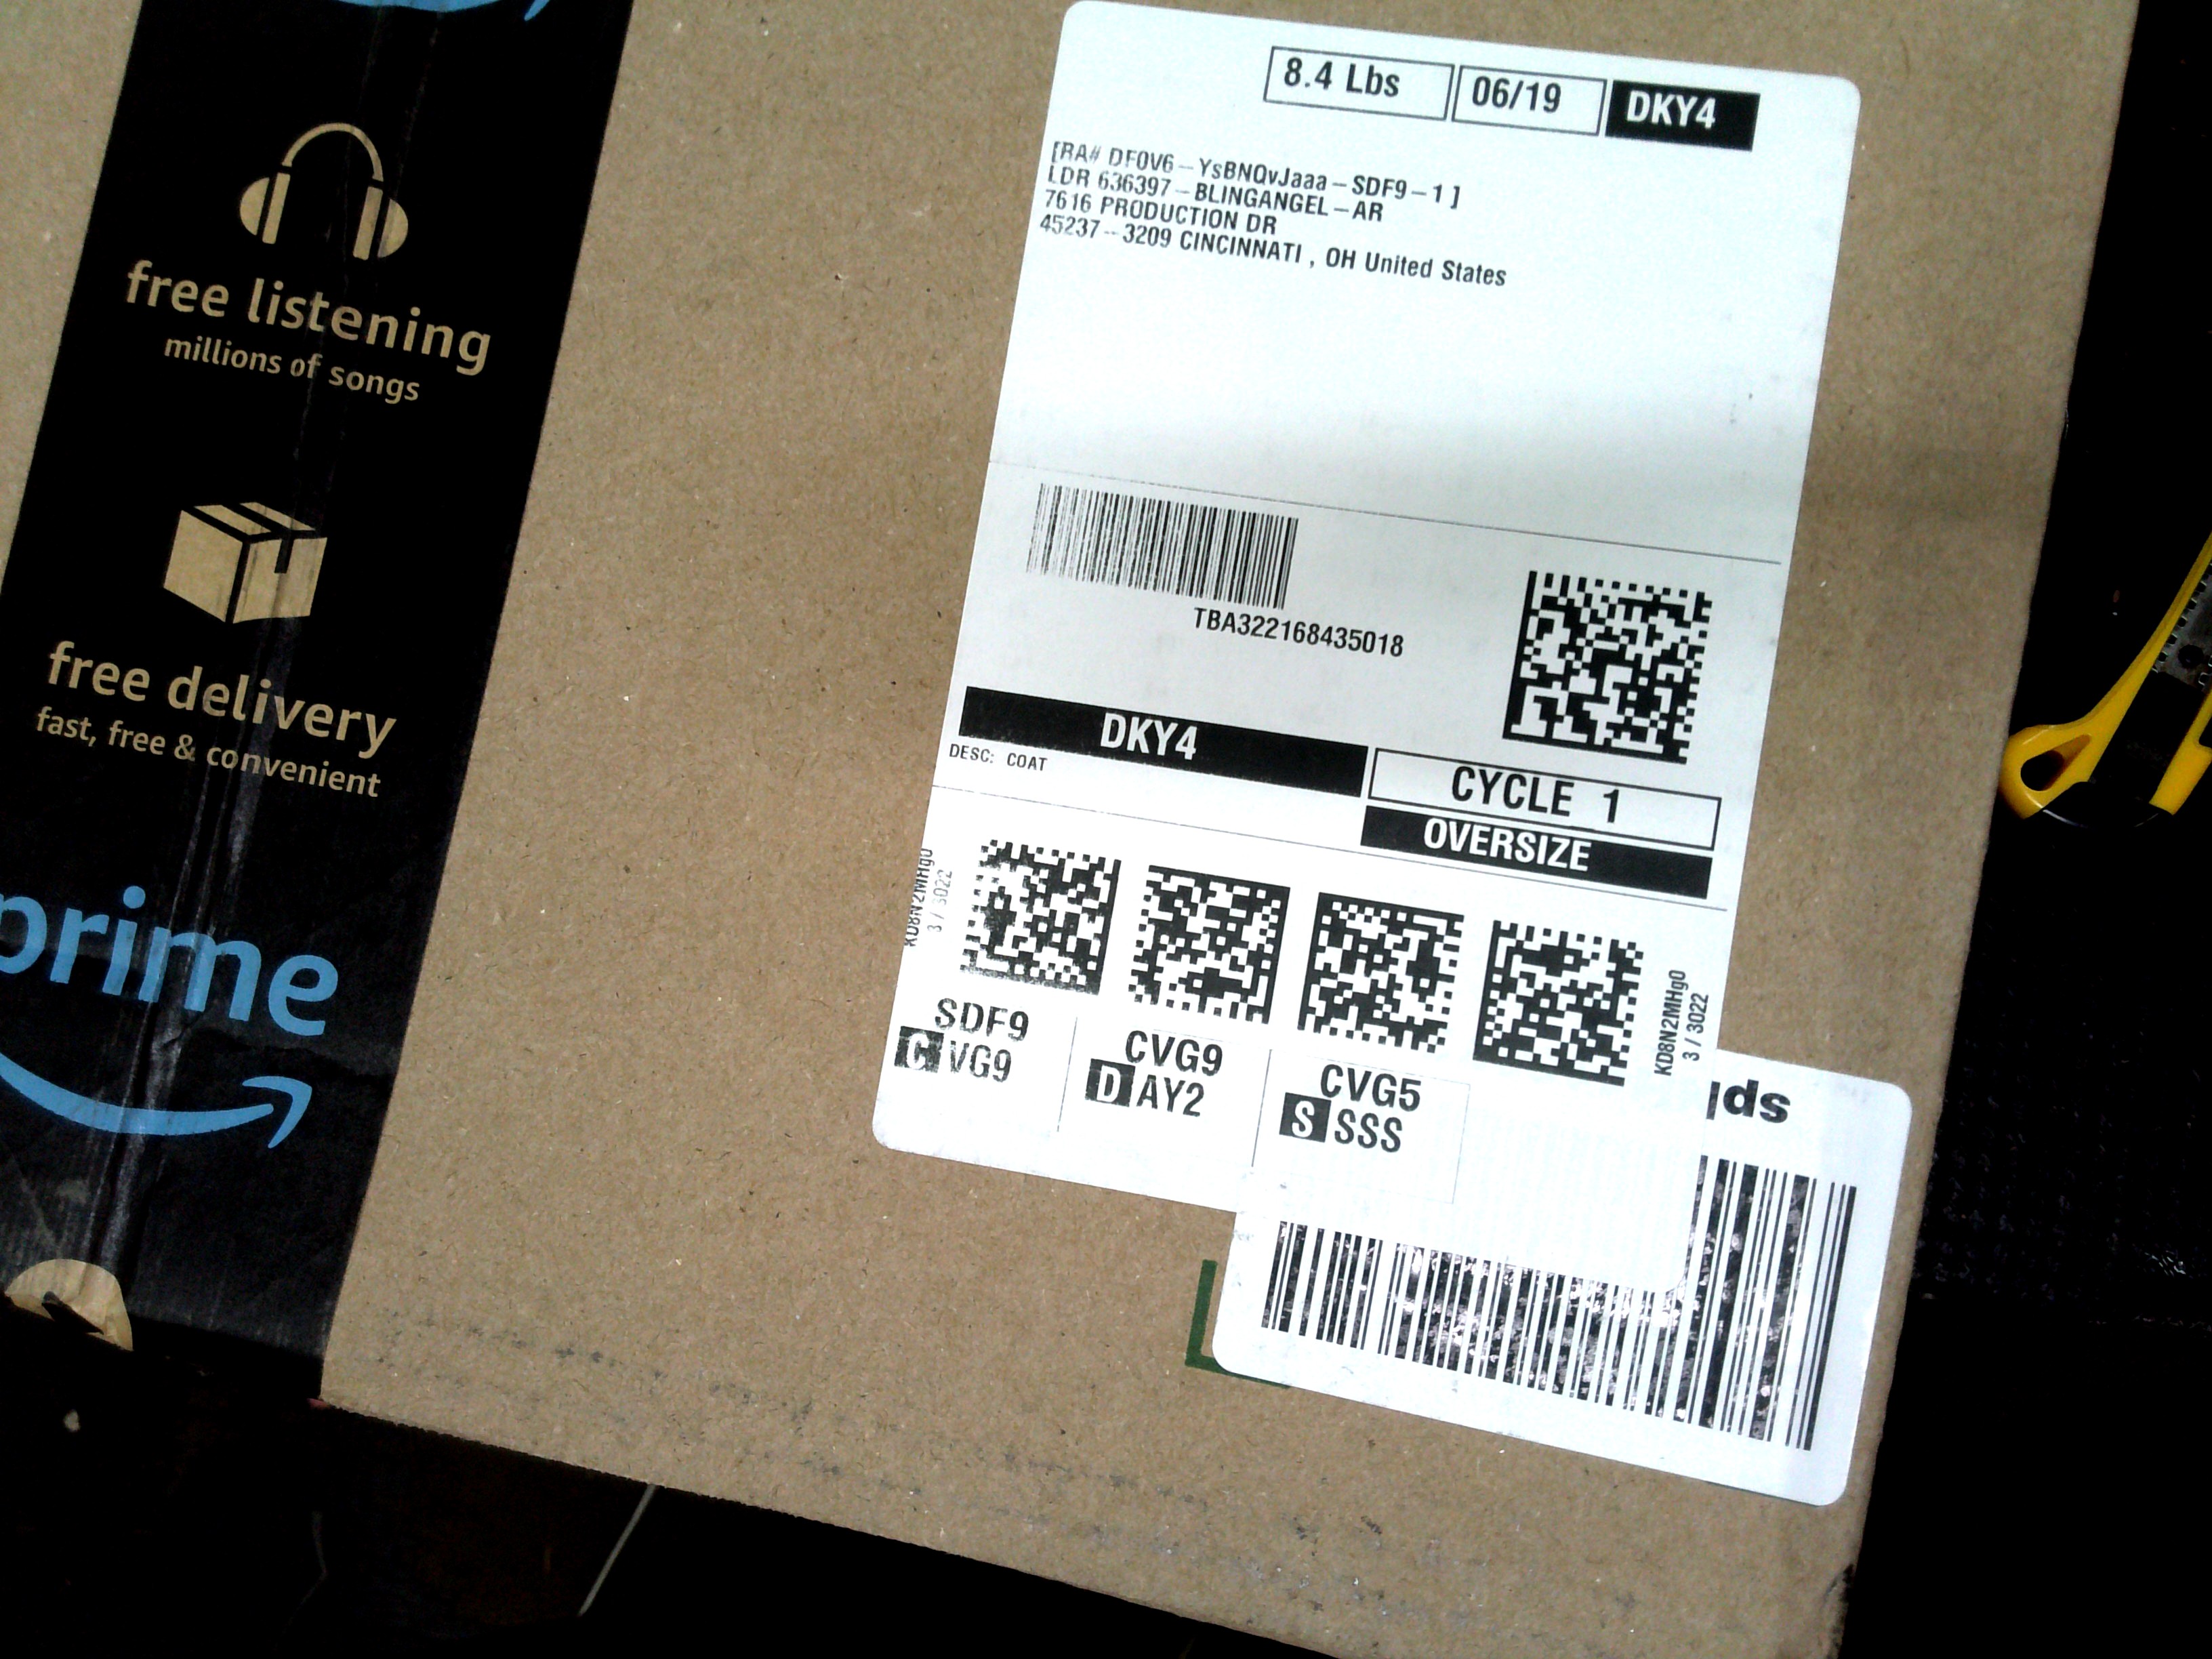 free listening
millions of songs
free delivery
fast, free & convenient
prime
8.4 Lbs
06/19
DKY4
[RA# DF0V6-YsBNQvJaaa-SDF9-1 ]
LDR 636397-BLINGANGEL-AR
7616 PRODUCTION DR
45237-3209 CINCINNATI , OH United States
TBA322168435018
DKY4
DESC: COAT
CYCLE 1
OVERSIZE
KD8N2MHg0
3 / 3022
SDF9
C VG9
CVG9
D AY2
CVG5
S SSS
KD8N2MHg0
3 / 3022
ds